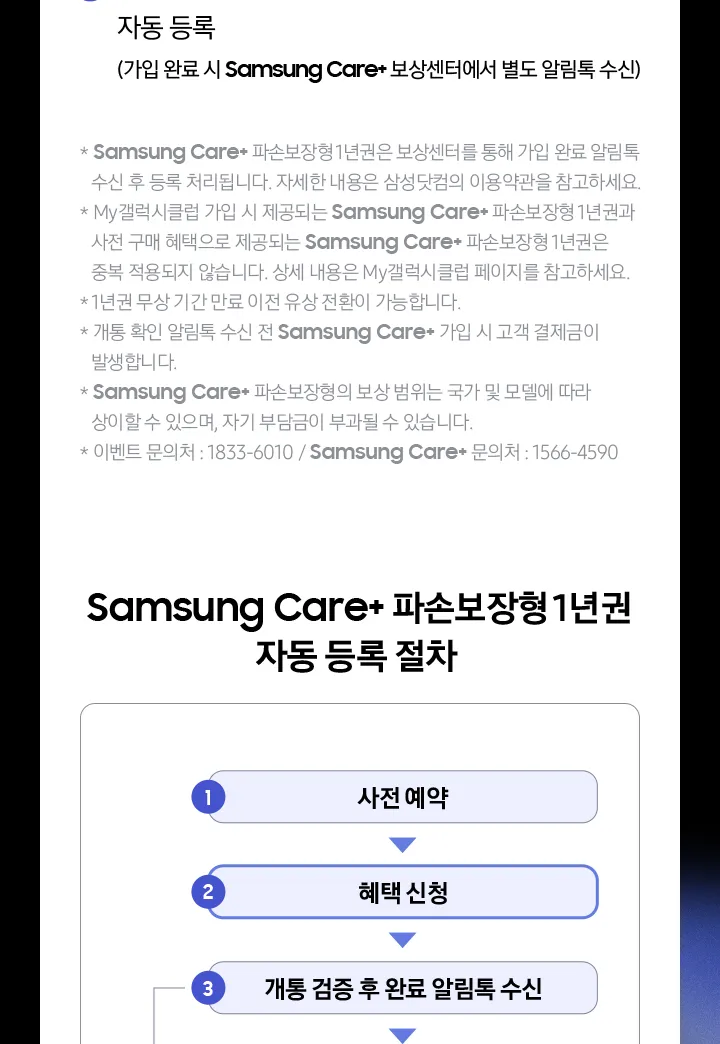 자동 등록
(가입 완료 시 Samsung Care+ 보상센터에서 별도 알림톡 수신)
* Samsung Care+ 파손보장형 1년권은 보상센터를 통해 가입 완료 알림톡
수신 후 등록 처리됩니다. 자세한 내용은 삼성닷컴의 이용약관을 참고하세요.
* My갤럭시클럽 가입 시 제공되는 Samsung Care+ 파손보장형 1년권과
사전 구매 혜택으로 제공되는 Samsung Care+ 파손보장형 1년권은
중복 적용되지 않습니다. 상세 내용은 My갤럭시클럽 페이지를 참고하세요.
* 1년권 무상 기간 만료 이전 유상 전환이 가능합니다.
* 개통 확인 알림톡 수신 전 Samsung Care+ 가입 시 고객 결제금이
발생합니다.
* Samsung Care+ 파손보장형의 보상 범위는 국가 및 모델에 따라
상이할 수 있으며, 자기 부담금이 부과될 수 있습니다.
* 이벤트 문의처 : 1833-6010 / Samsung Care+ 문의처 : 1566-4590
Samsung Care+ 파손보장형 1년권
자동 등록 절차
1 사전 예약
2 혜택 신청
3 개통 검증 후 완료 알림톡 수신